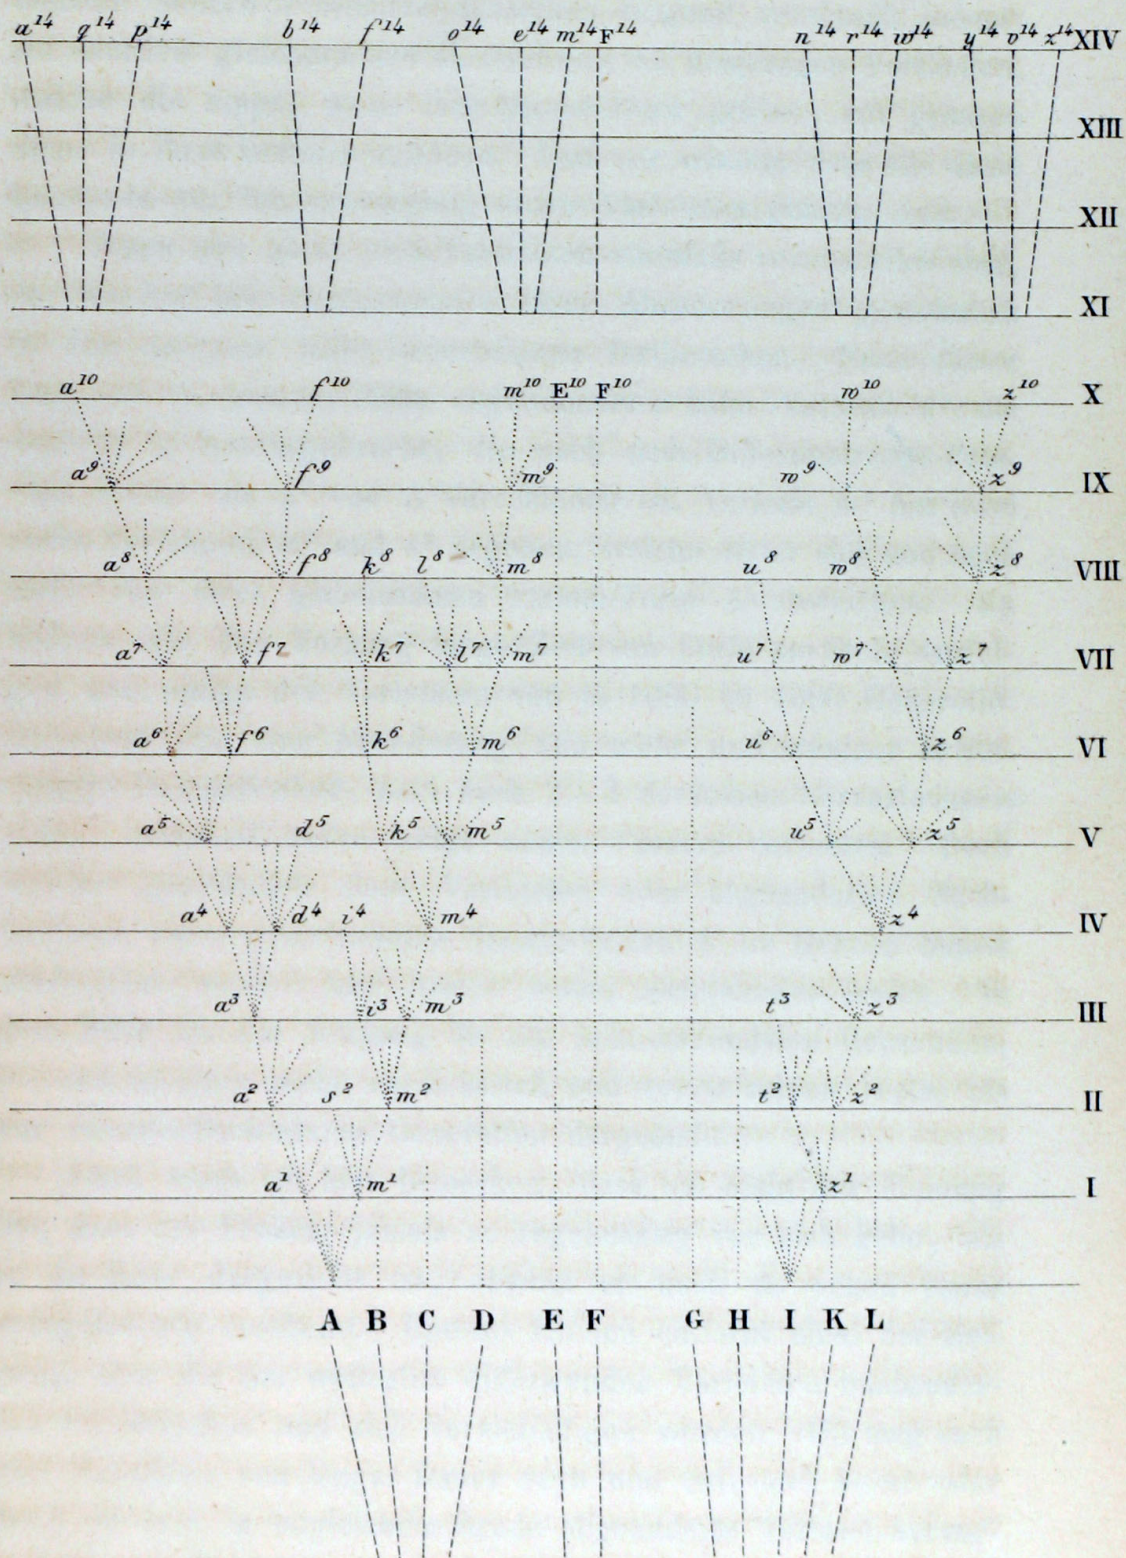 a14 q14 p14 b14 f14 o14 e14 m14 F14 n14 r14 w14 y14 v14 z14 XIV
XIII
XII
XI
a10 f10 m10 E10 F10 w10 z10 X
a9 f9 m9 w9 z9 IX
a8 f8 k8 l8 m8 u8 w8 z8 VIII
a7 f7 k7 l7 m7 u7 w7 z7 VII
a6 f6 k6 m6 u6 z6 VI
a5 d5 k5 m5 u5 z5 V
a4 d4 i4 m4 z4 IV
a3 i3 m3 t3 z3 III
a2 s2 m2 t2 z2 II
a1 m1 z1 I
A B C D E F G H I K L